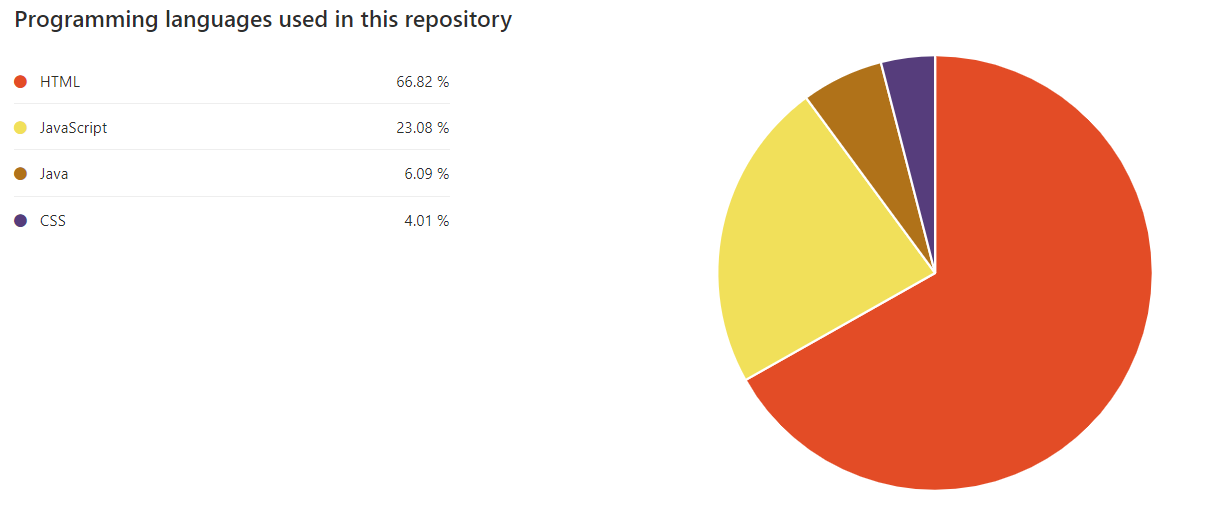 Programming languages used in this repository
HTML 66.82 %
JavaScript 23.08 %
Java 6.09 %
CSS 4.01 %